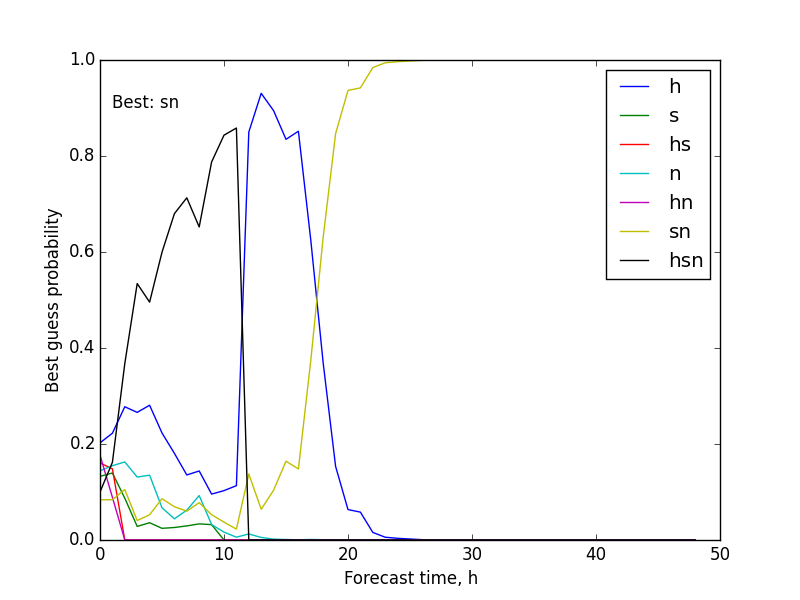 Best: sn
h
s
hs
n
hn
sn
hsn
1.0
0.8
0.6
0.4
0.2
0.0
Best guess probability
0 10 20 30 40 50
Forecast time, h